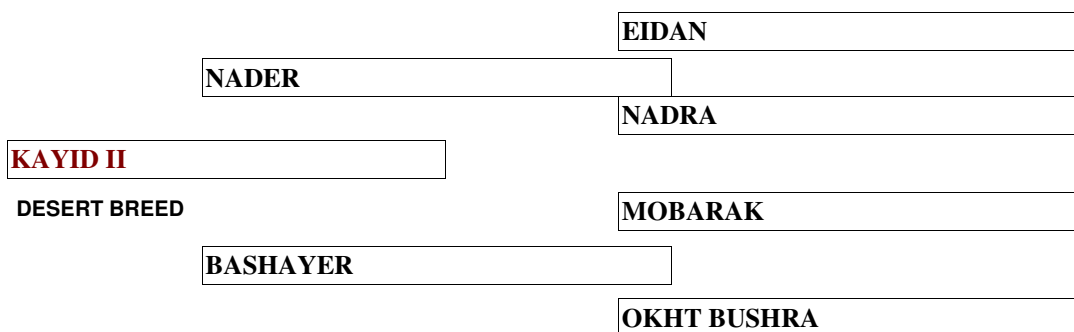 EIDAN
NADER
NADRA
KAYID II
DESERT BREED
MOBARAK
BASHAYER
OKHT BUSHRA